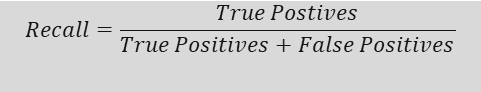 Recall = True Postives / True Positives + False Positives